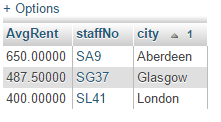 + Options
AvgRent staffNo city 1
650.00000 SA9 Aberdeen
487.50000 SG37 Glasgow
400.00000 SL41 London